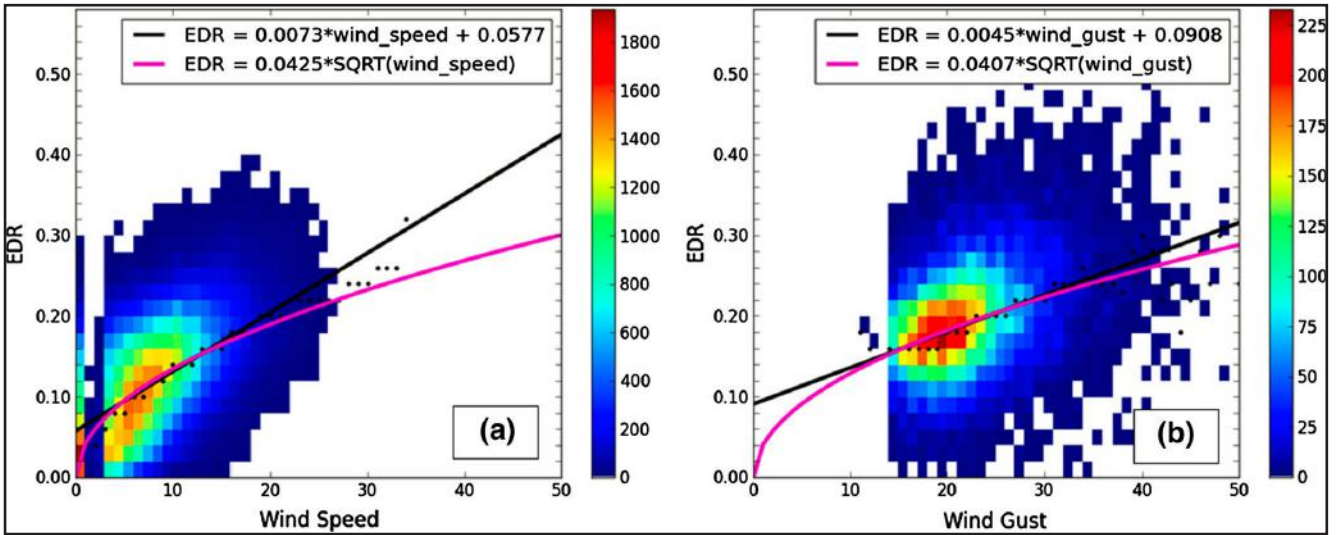 EDR = 0.0073*wind_speed + 0.0577
EDR = 0.0425*SQRT(wind_speed)
0.50
0.40
0.30
0.20
0.10
0.00
EDR
0 10 20 30 40 50
Wind Speed
(a)
1800
1600
1400
1200
1000
800
600
400
200
0
EDR = 0.0045*wind_gust + 0.0908
EDR = 0.0407*SQRT(wind_gust)
0.50
0.40
0.30
0.20
0.10
0.00
EDR
0 10 20 30 40 50
Wind Gust
(b)
225
200
175
150
125
100
75
50
25
0